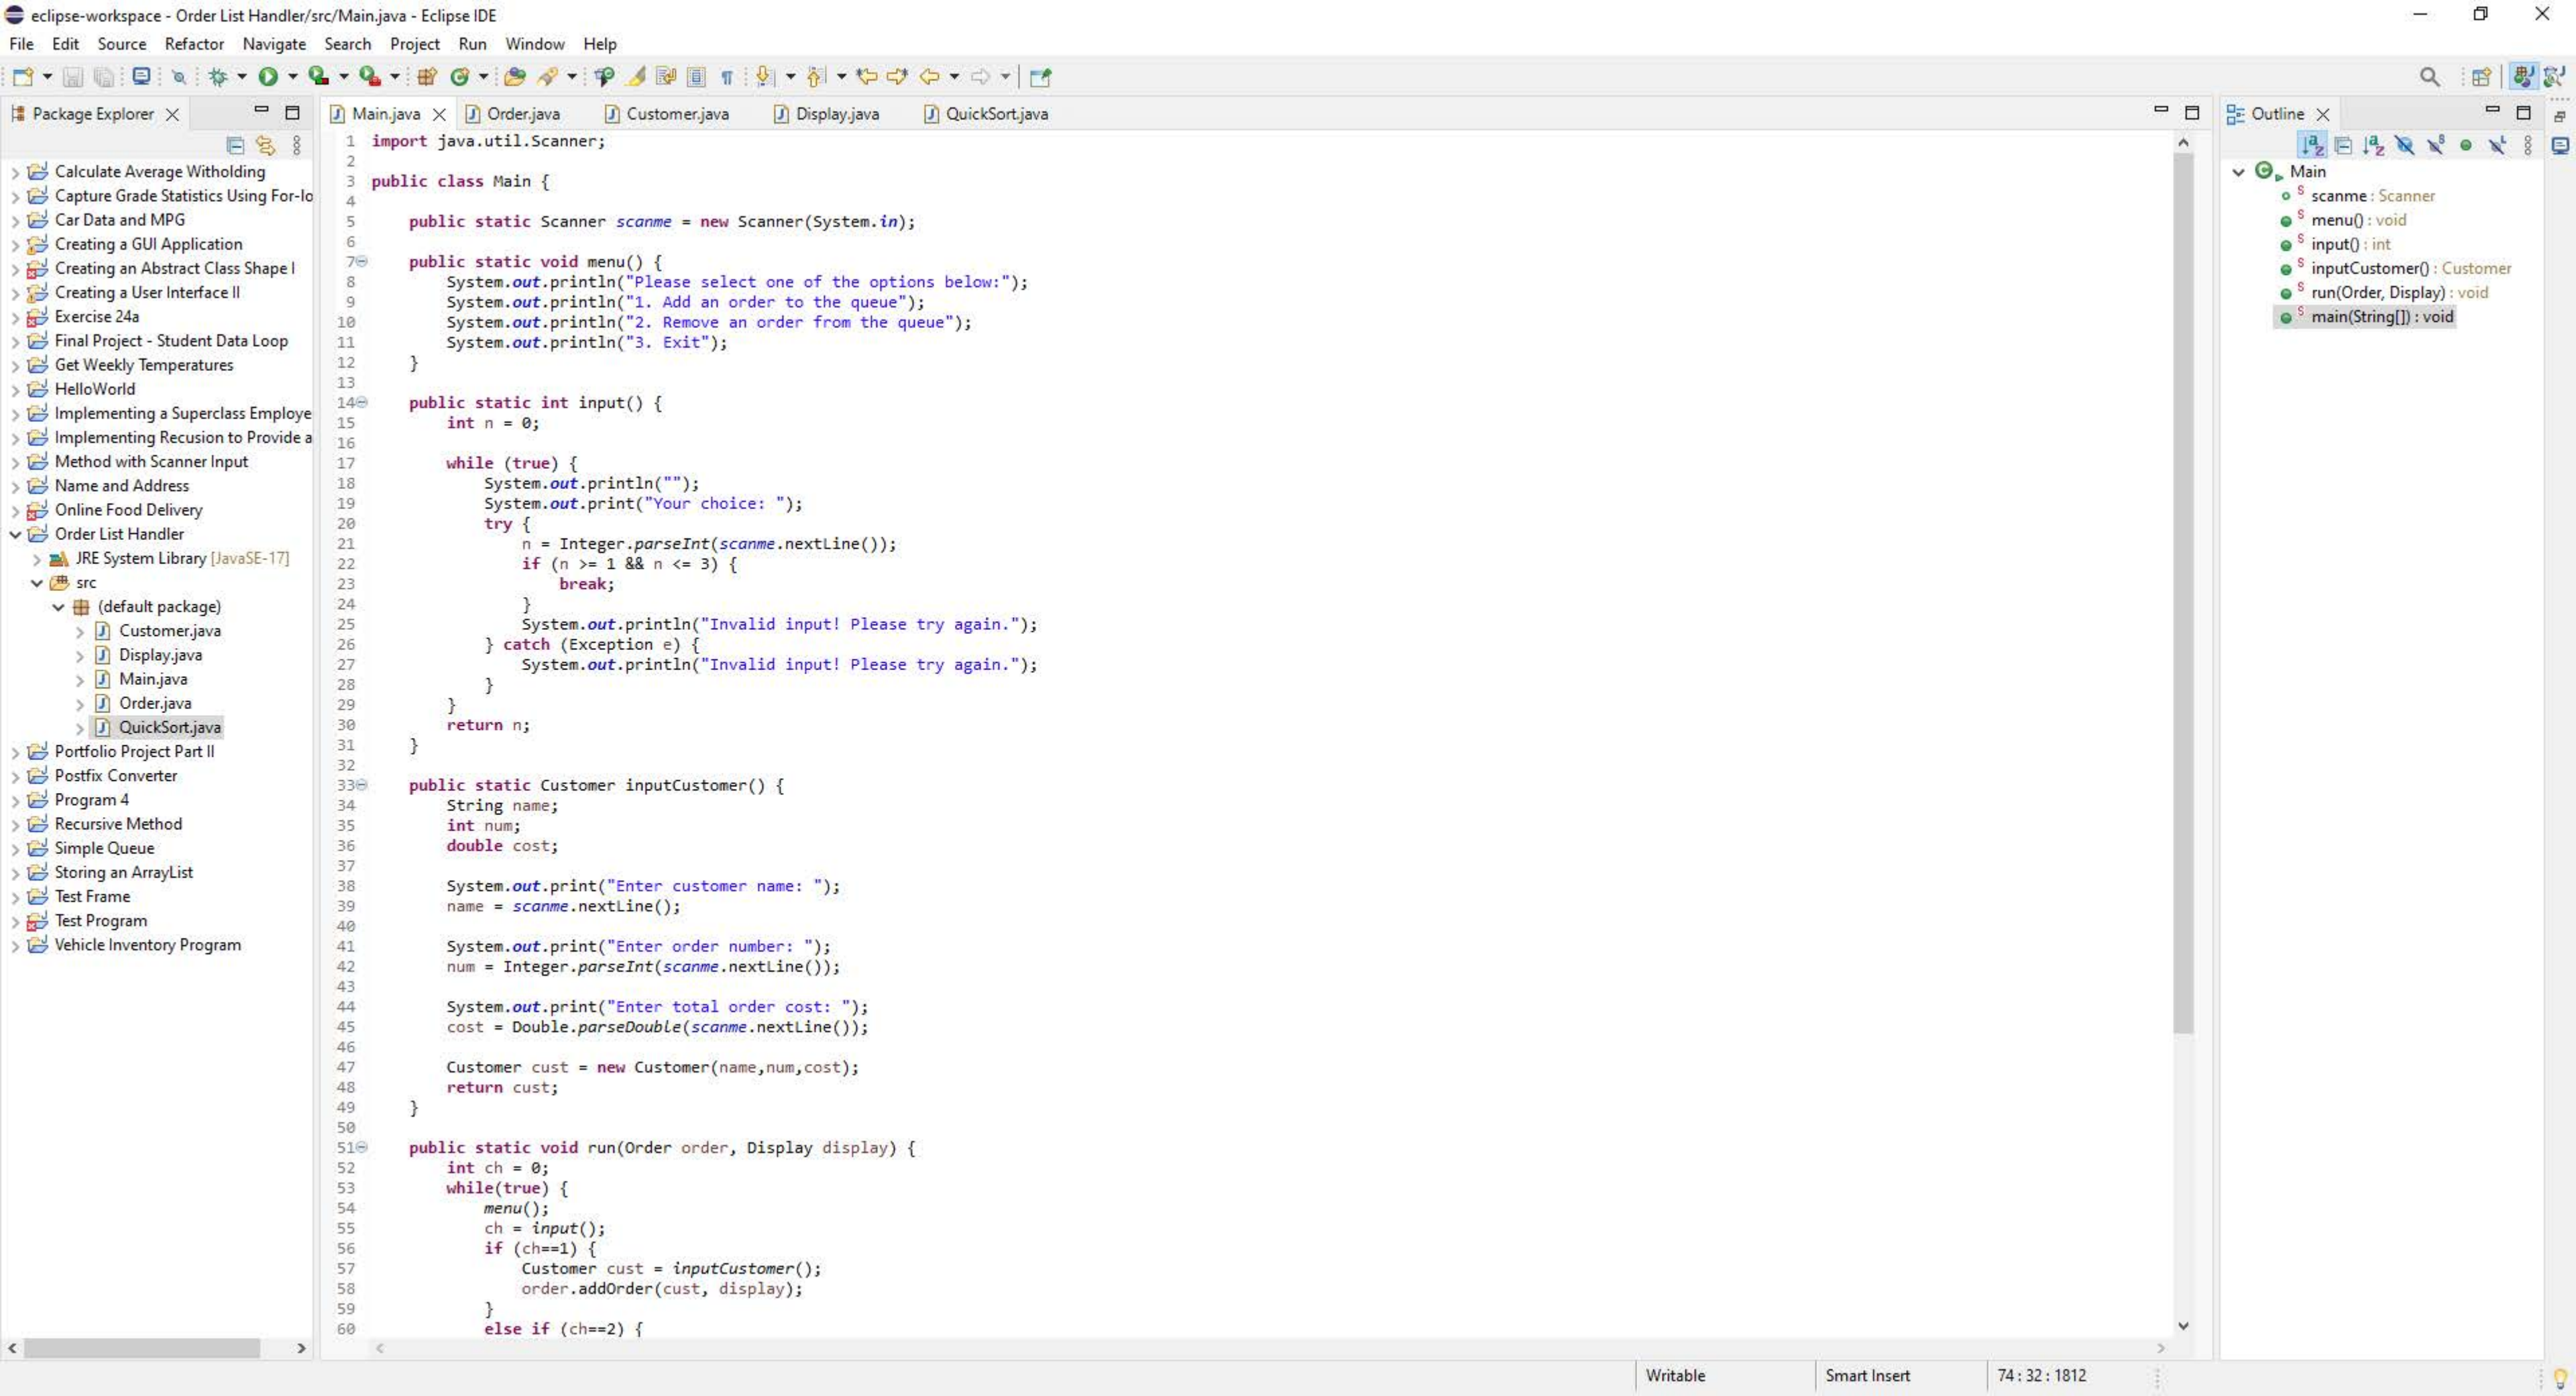 eclipse-workspace - Order List Handler/src/Main.java - Eclipse IDE
File Edit Source Refactor Navigate Search Project Run Window Help
Package Explorer
Calculate Average Witholding
Capture Grade Statistics Using For-lo
Car Data and MPG
Creating a GUI Application
Creating an Abstract Class Shape I
Creating a User Interface II
Exercise 24a
Final Project - Student Data Loop
Get Weekly Temperatures
HelloWorld
Implementing a Superclass Employe
Implementing Recusion to Provide a
Method with Scanner Input
Name and Address
Online Food Delivery
Order List Handler
JRE System Library [JavaSE-17]
src
(default package)
Customer.java
Display.java
Main.java
Order.java
QuickSort.java
Portfolio Project Part II
Postfix Converter
Program 4
Recursive Method
Simple Queue
Storing an ArrayList
Test Frame
Test Program
Vehicle Inventory Program
Main.java Order.java Customer.java Display.java QuickSort.java
1 import java.util.Scanner;
2
3 public class Main {
4
5     public static Scanner scanme = new Scanner(System.in);
6
7     public static void menu() {
8         System.out.println("Please select one of the options below:");
9         System.out.println("1. Add an order to the queue");
10         System.out.println("2. Remove an order from the queue");
11         System.out.println("3. Exit");
12     }
13
14     public static int input() {
15         int n = 0;
16
17         while (true) {
18             System.out.println("");
19             System.out.print("Your choice: ");
20             try {
21                 n = Integer.parseInt(scanme.nextLine());
22                 if (n >= 1 && n <= 3) {
23                     break;
24                 }
25                 System.out.println("Invalid input! Please try again.");
26             } catch (Exception e) {
27                 System.out.println("Invalid input! Please try again.");
28             }
29         }
30         return n;
31     }
32
33     public static Customer inputCustomer() {
34         String name;
35         int num;
36         double cost;
37
38         System.out.print("Enter customer name: ");
39         name = scanme.nextLine();
40
41         System.out.print("Enter order number: ");
42         num = Integer.parseInt(scanme.nextLine());
43
44         System.out.print("Enter total order cost: ");
45         cost = Double.parseDouble(scanme.nextLine());
46
47         Customer cust = new Customer(name,num,cost);
48         return cust;
49     }
50
51     public static void run(Order order, Display display) {
52         int ch = 0;
53         while(true) {
54             menu();
55             ch = input();
56             if (ch==1) {
57                 Customer cust = inputCustomer();
58                 order.addOrder(cust, display);
59             }
60             else if (ch==2) {
Outline
Main
scanme : Scanner
menu() : void
input() : int
inputCustomer() : Customer
run(Order, Display) : void
main(String[]) : void
Writable Smart Insert 74 : 32 : 1812